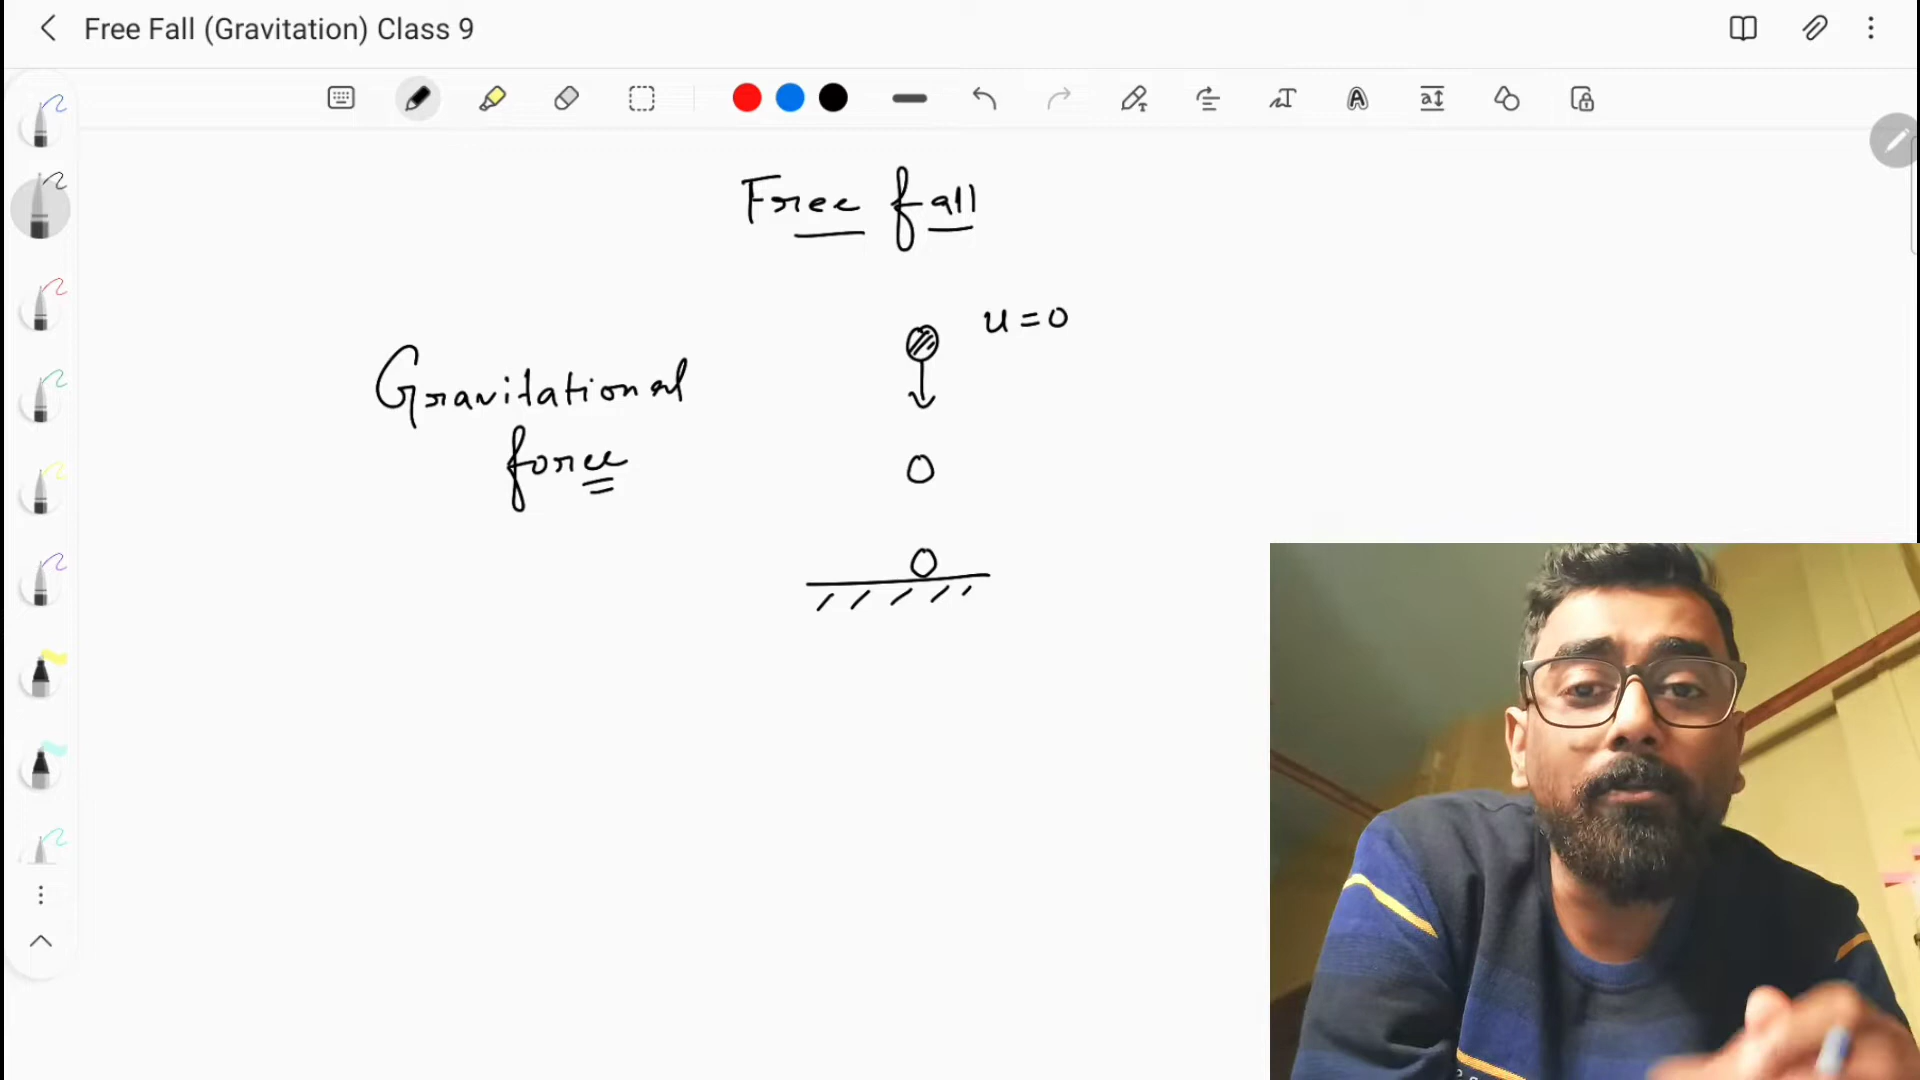 Free Fall (Gravitation) Class 9
Free fall
u = 0
Gravitational
force